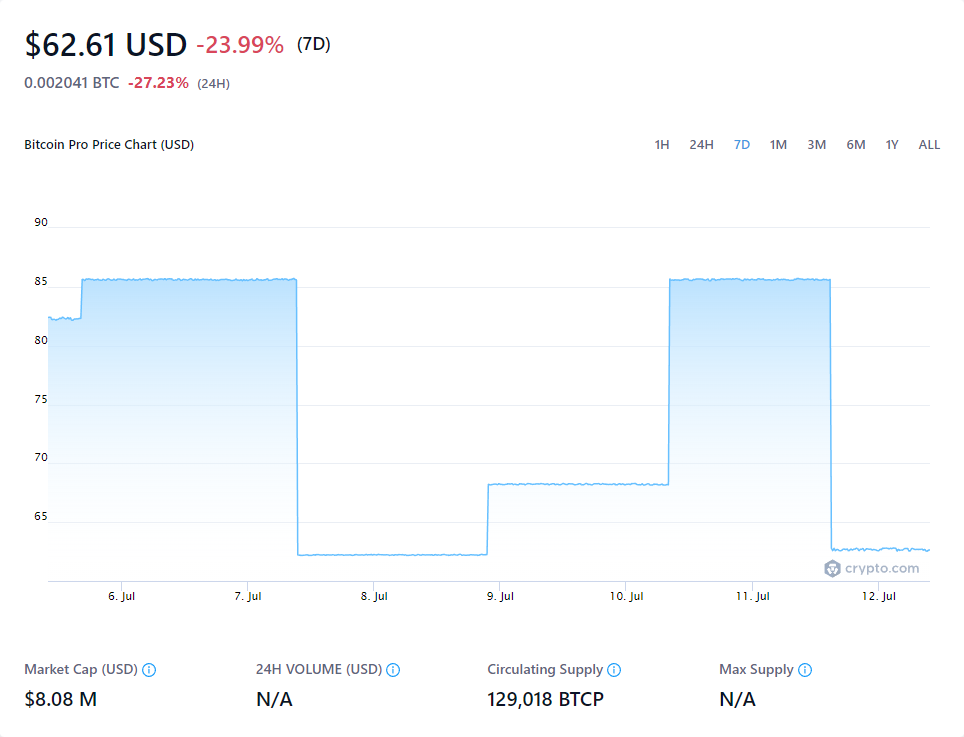 $62.61 USD -23.99% (7D)
0.002041 BTC -27.23% (24H)
Bitcoin Pro Price Chart (USD) 1H 24H 7D 1M 3M 6M 1Y ALL
90
85
80
75
70
65
crypto.com
6. Jul 7. Jul 8. Jul 9. Jul 10. Jul 11. Jul 12. Jul
Market Cap (USD) 24H VOLUME (USD) Circulating Supply Max Supply
$8.08 M N/A 129,018 BTCP N/A